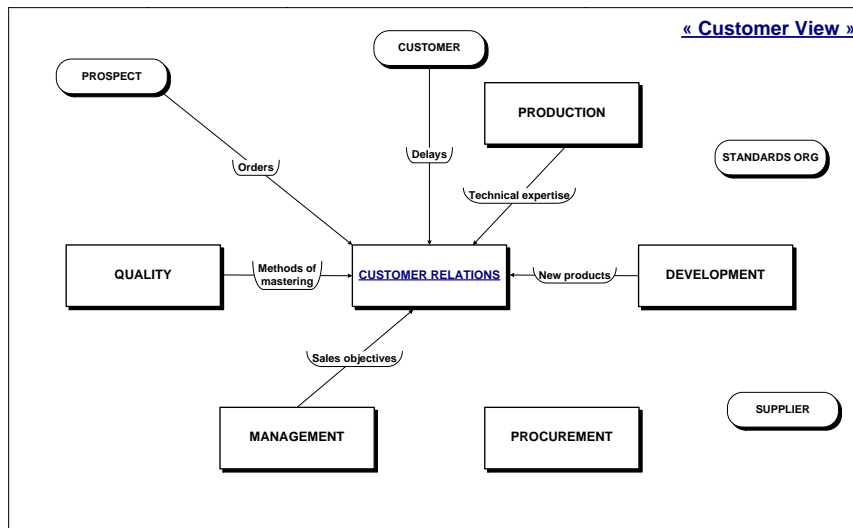 « Customer View »
CUSTOMER
PROSPECT
PRODUCTION
Delays
STANDARDS ORG
Orders
Technical expertise
QUALITY
Methods of
mastering
CUSTOMER RELATIONS
New products
DEVELOPMENT
Sales objectives
SUPPLIER
MANAGEMENT
PROCUREMENT